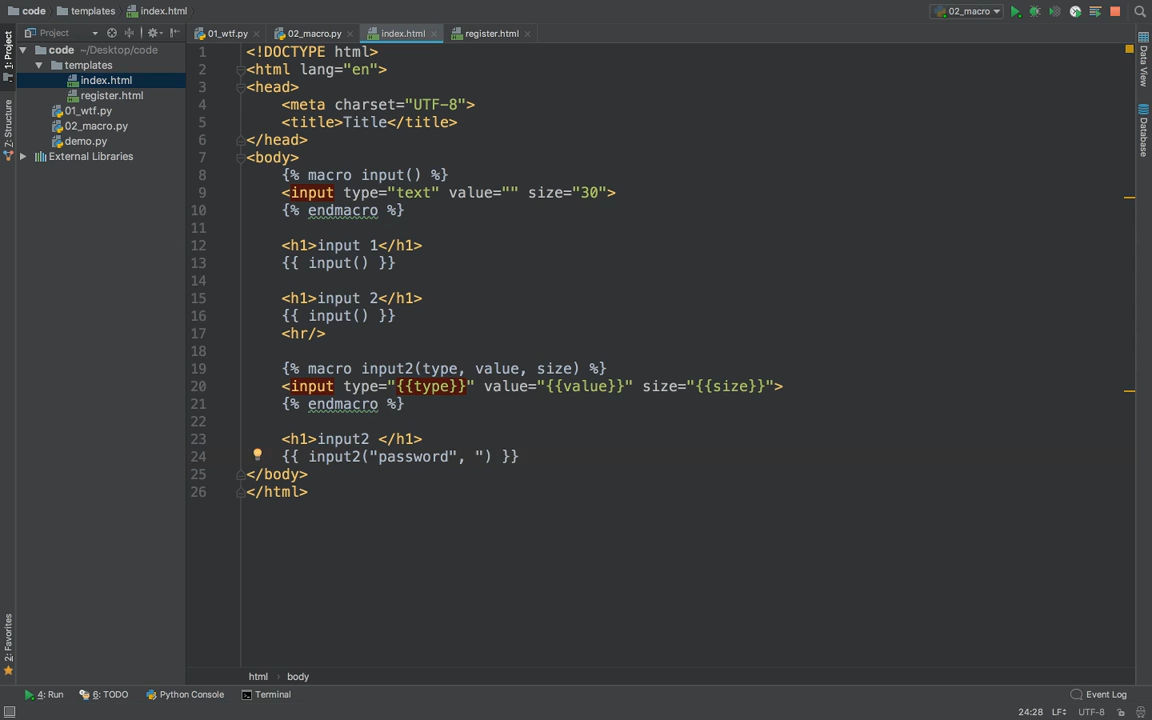 code templates index.html 02_macro
Project 01_wtf.py 02_macro.py index.html register.html
1: Project
Z: Structure
2: Favorites
Data View
Database
code ~/Desktop/code
templates
index.html
register.html
01_wtf.py
02_macro.py
demo.py
External Libraries
1 <!DOCTYPE html>
2 <html lang="en">
3 <head>
4 <meta charset="UTF-8">
5 <title>Title</title>
6 </head>
7 <body>
8 {% macro input() %}
9 <input type="text" value="" size="30">
10 {% endmacro %}
11
12 <h1>input 1</h1>
13 {{ input() }}
14
15 <h1>input 2</h1>
16 {{ input() }}
17 <hr/>
18
19 {% macro input2(type, value, size) %}
20 <input type="{{type}}" value="{{value}}" size="{{size}}">
21 {% endmacro %}
22
23 <h1>input2 </h1>
24 {{ input2("password", ") }}
25 </body>
26 </html>
html body
4: Run 6: TODO Python Console Terminal Event Log
24:28 LF UTF-8